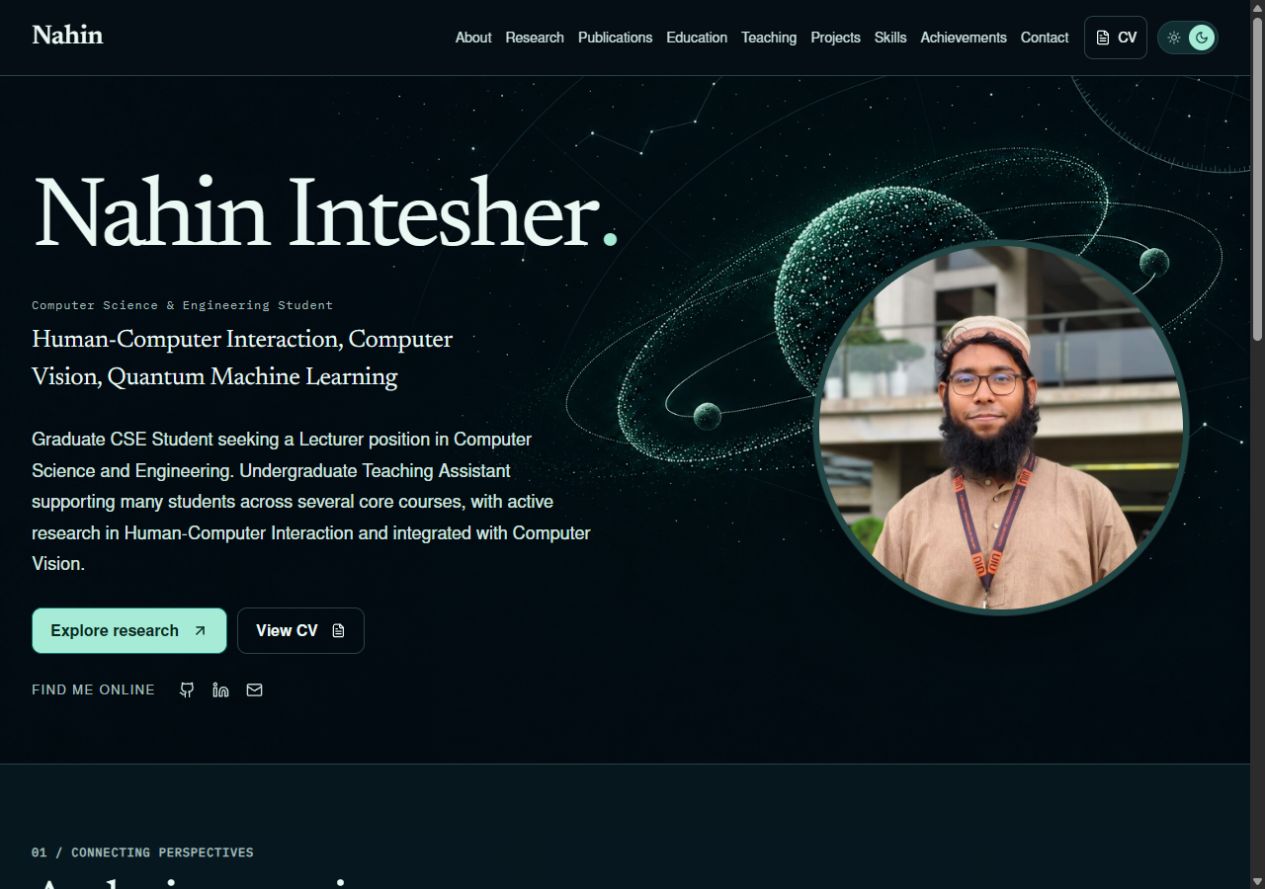 Nahin
About Research Publications Education Teaching Projects Skills Achievements Contact CV
Nahin Intesher.
Computer Science & Engineering Student
Human-Computer Interaction, Computer
Vision, Quantum Machine Learning
Graduate CSE Student seeking a Lecturer position in Computer
Science and Engineering. Undergraduate Teaching Assistant
supporting many students across several core courses, with active
research in Human-Computer Interaction and integrated with Computer
Vision.
Explore research View CV
FIND ME ONLINE
01 / CONNECTING PERSPECTIVES